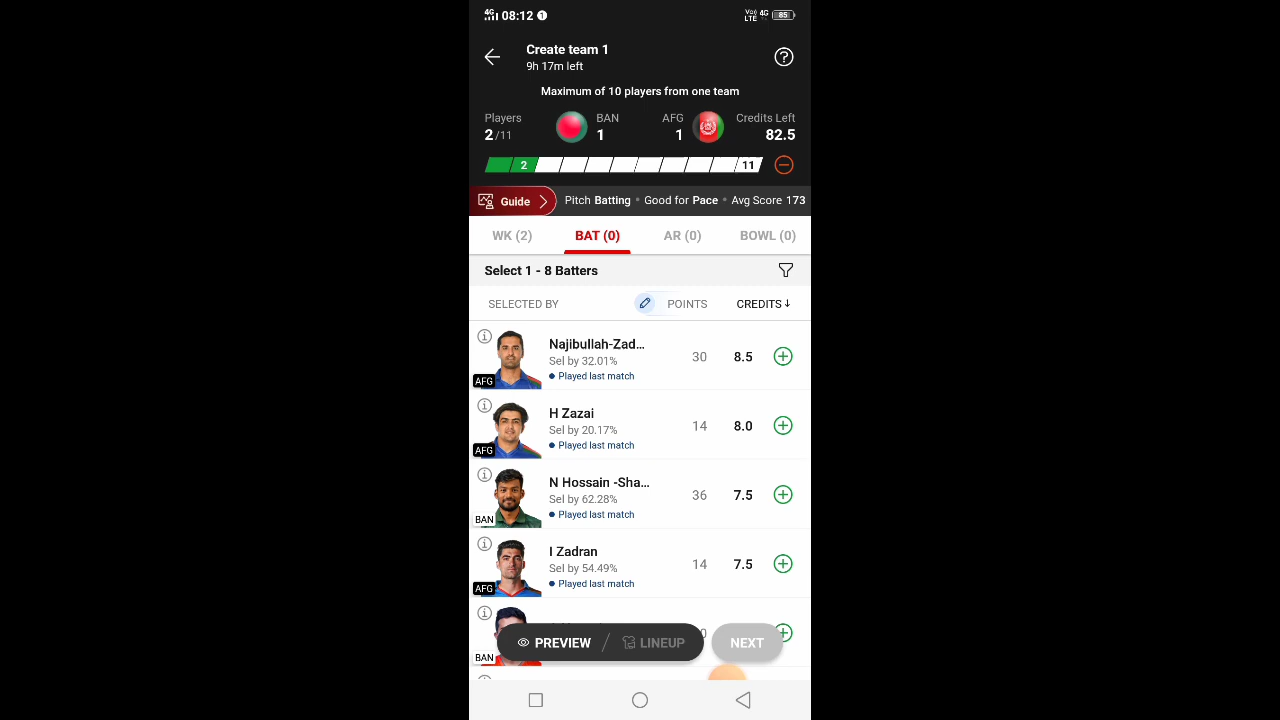 4G 08:12 1 Vo) LTE 4G 85
Create team 1
9h 17m left
Maximum of 10 players from one team
Players BAN AFG Credits Left
2/11 1 1 82.5
2 11
Guide Pitch Batting • Good for Pace • Avg Score 173
WK (2) BAT (0) AR (0) BOWL (0)
Select 1 - 8 Batters
SELECTED BY POINTS CREDITS↓
Najibullah-Zad... 30 8.5
Sel by 32.01%
Played last match
AFG
H Zazai 14 8.0
Sel by 20.17%
Played last match
AFG
N Hossain -Sha... 36 7.5
Sel by 62.28%
Played last match
BAN
I Zadran 14 7.5
Sel by 54.49%
Played last match
AFG
PREVIEW / LINEUP NEXT
BAN